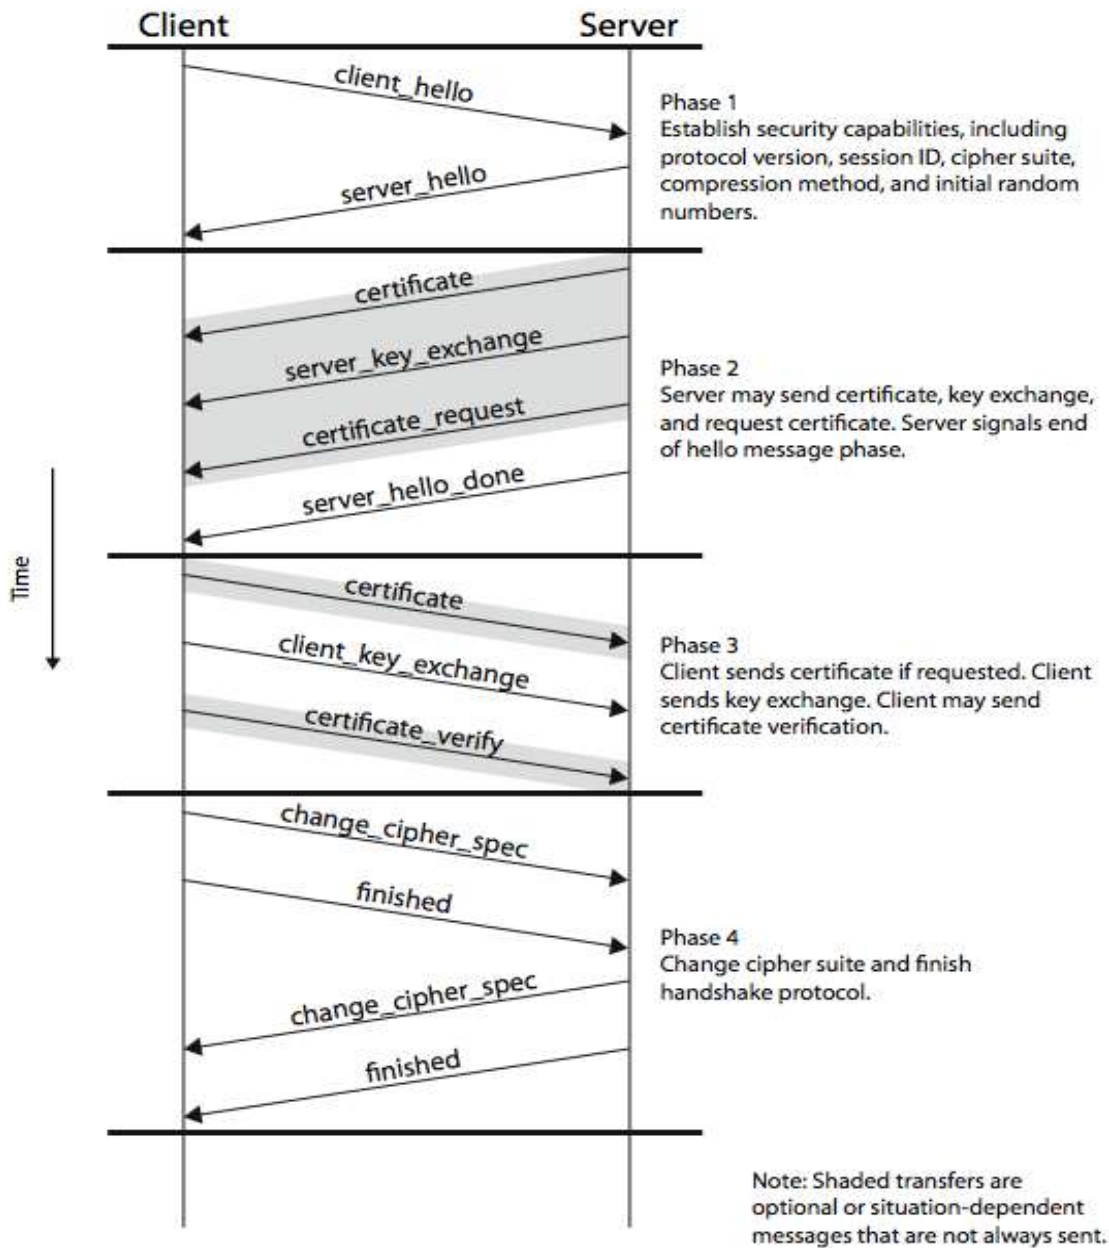 Client
Server
client_hello
server_hello
Phase 1
Establish security capabilities, including
protocol version, session ID, cipher suite,
compression method, and initial random
numbers.
certificate
server_key_exchange
certificate_request
server_hello_done
Phase 2
Server may send certificate, key exchange,
and request certificate. Server signals end
of hello message phase.
Time
certificate
client_key_exchange
certificate_verify
Phase 3
Client sends certificate if requested. Client
sends key exchange. Client may send
certificate verification.
change_cipher_spec
finished
change_cipher_spec
finished
Phase 4
Change cipher suite and finish
handshake protocol.
Note: Shaded transfers are
optional or situation-dependent
messages that are not always sent.